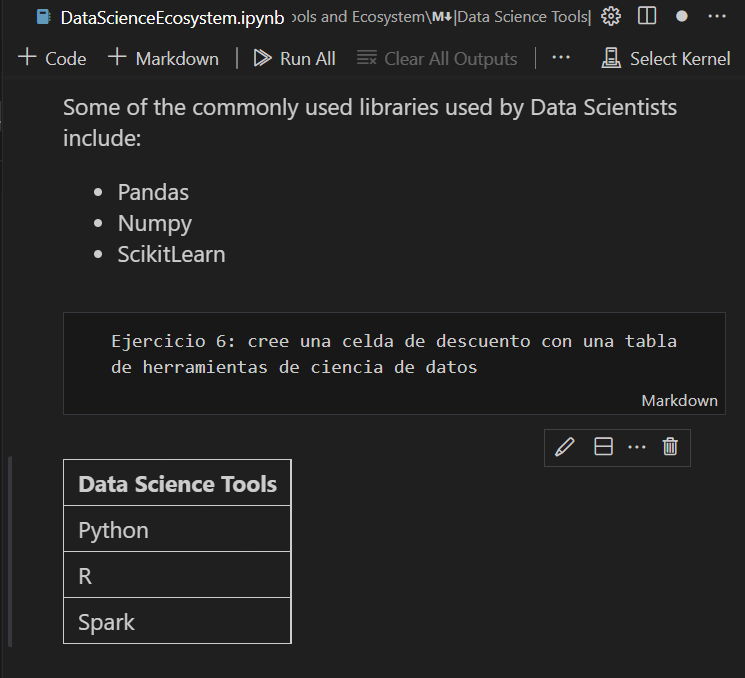 DataScienceEcosystem.ipynb ools and Ecosystem\M↓|Data Science Tools|
+ Code + Markdown | Run All Clear All Outputs | ... Select Kernel
Some of the commonly used libraries used by Data Scientists
include:
• Pandas
• Numpy
• ScikitLearn
Ejercicio 6: cree una celda de descuento con una tabla
de herramientas de ciencia de datos
Markdown
Data Science Tools
Python
R
Spark